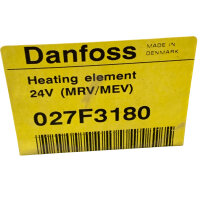 Danfoss
MADE IN
DENMARK
Heating element
24V (MRV/MEV)
027F3180